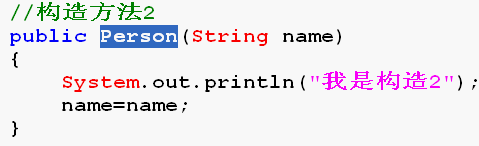 //构造方法2
public Person(String name)
{
System.out.println("我是构造2");
name=name;
}